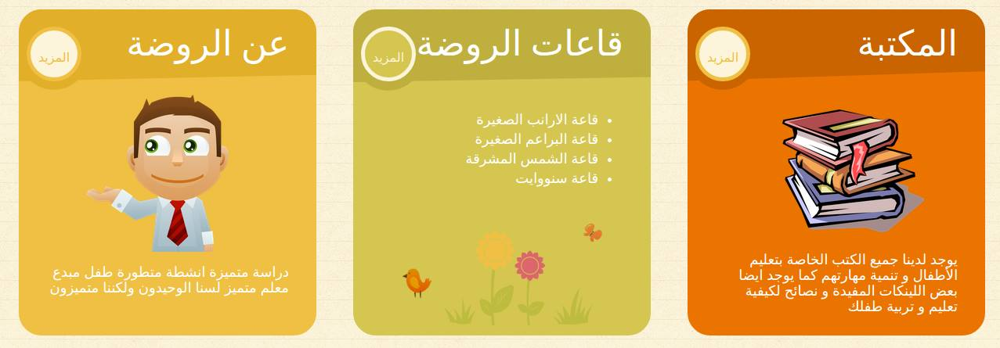 المكتبة
المزيد
يوجد لدينا جميع الكتب الخاصة بتعليم
الأطفال و تنمية مهارتهم كما يوجد ايضا
بعض اللينكات المفيدة و نصائح لكيفية
تعليم و تربية طفلك
قاعات الروضة
المزيد
• قاعة الارانب الصغيرة
• قاعة البراعم الصغيرة
• قاعة الشمس المشرقة
• قاعة سنووايت
عن الروضة
المزيد
دراسة متميزة انشطة متطورة طفل مبدع
معلم متميز لسنا الوحيدون ولكننا متميزون